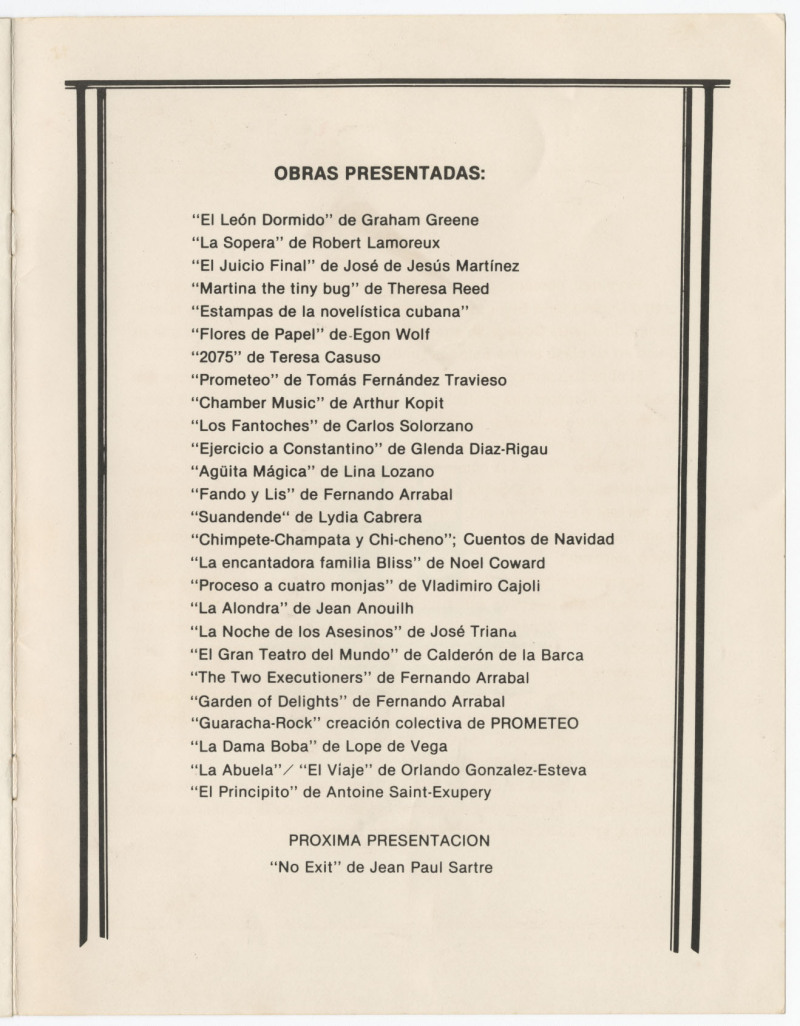 OBRAS PRESENTADAS:
“El León Dormido” de Graham Greene
“La Sopera” de Robert Lamoreux
“El Juicio Final” de José de Jesús Martínez
“Martina the tiny bug” de Theresa Reed
“Estampas de la novelística cubana”
“Flores de Papel” de Egon Wolf
“2075” de Teresa Casuso
“Prometeo” de Tomás Fernández Travieso
“Chamber Music” de Arthur Kopit
“Los Fantoches” de Carlos Solorzano
“Ejercicio a Constantino” de Glenda Diaz-Rigau
“Agüita Mágica” de Lina Lozano
“Fando y Lis” de Fernando Arrabal
“Suandende“ de Lydia Cabrera
“Chimpete-Champata y Chi-cheno”; Cuentos de Navidad
“La encantadora familia Bliss” de Noel Coward
“Proceso a cuatro monjas” de Vladimiro Cajoli
“La Alondra” de Jean Anouilh
“La Noche de los Asesinos” de José Triana
“El Gran Teatro del Mundo” de Calderón de la Barca
“The Two Executioners” de Fernando Arrabal
“Garden of Delights” de Fernando Arrabal
“Guaracha-Rock” creación colectiva de PROMETEO
“La Dama Boba” de Lope de Vega
“La Abuela”/ “El Viaje” de Orlando Gonzalez-Esteva
“El Principito” de Antoine Saint-Exupery
PROXIMA PRESENTACION
“No Exit” de Jean Paul Sartre